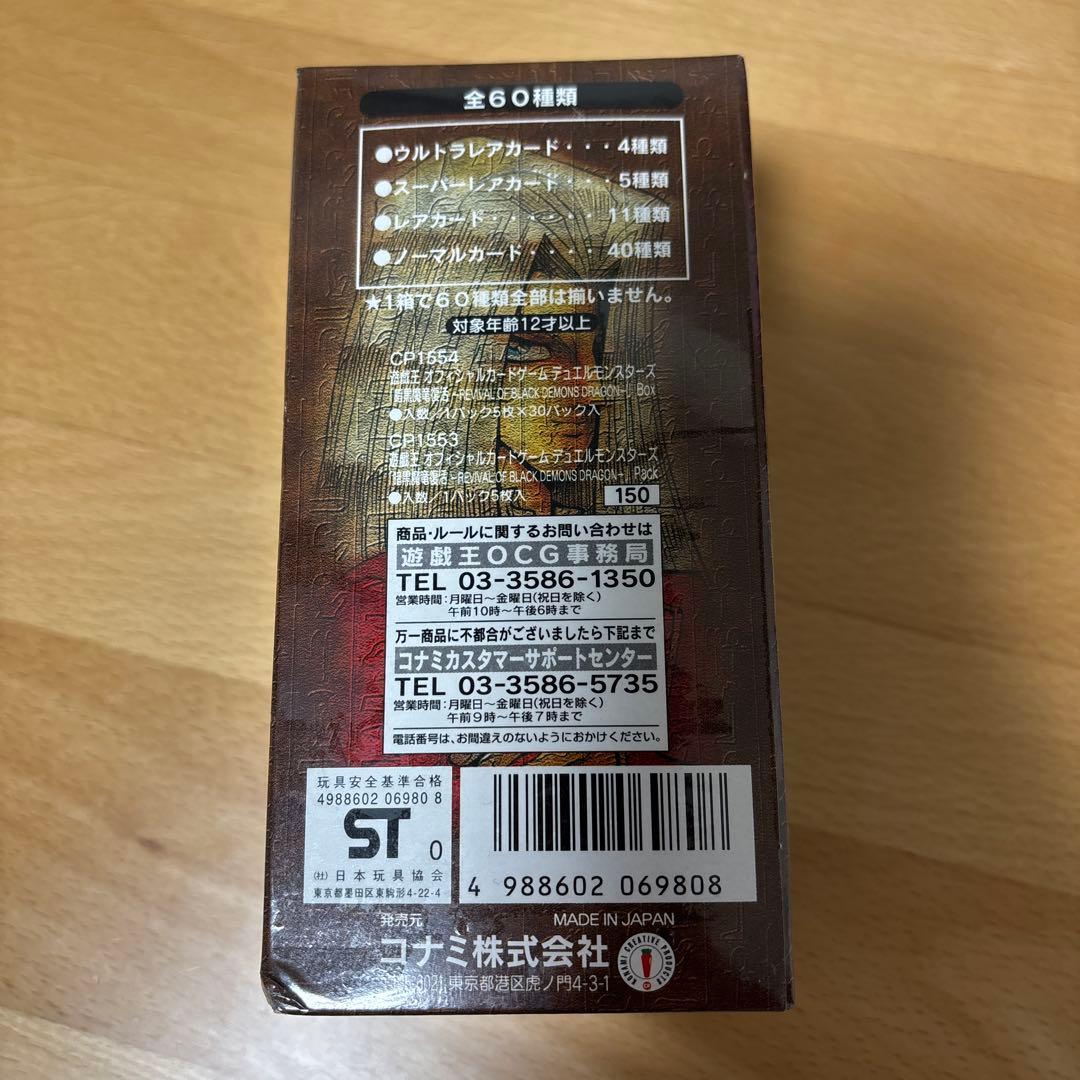 全60種類
●ウルトラレアカード・・・4種類
●スーパーレアカード・・・5種類
●レアカード・・・・・・11種類
●ノーマルカード・・・・40種類
★1箱で60種類全部は揃いません。
対象年齢12才以上
CP1554
遊戯王 オフィシャルカードゲーム デュエルモンスターズ
「暗黒魔竜復活 −REVIVAL OF BLACK DEMONS DRAGON−」 Box
●入数/1パック5枚×30パック入
CP1553
遊戯王 オフィシャルカードゲーム デュエルモンスターズ
「暗黒魔竜復活 −REVIVAL OF BLACK DEMONS DRAGON−」 Pack
●入数/1パック5枚入 150
商品・ルールに関するお問い合わせは
遊戯王OCG事務局
TEL 03-3586-1350
営業時間:月曜日〜金曜日(祝日を除く)
午前10時〜午後6時まで
万一商品に不都合がございましたら下記まで
コナミカスタマーサポートセンター
TEL 03-3586-5735
営業時間:月曜日〜金曜日(祝日を除く)
午前9時〜午後7時まで
電話番号は、お間違えのないようにおかけください。
玩具安全基準合格
4988602 06980 8
ST 0
(社)日本玩具協会
東京都墨田区東駒形4-22-4
4 988602 069808
発売元
MADE IN JAPAN
コナミ株式会社
KONAMI CREATIVE PRODUCTS
CP
東京都港区虎ノ門4-3-1